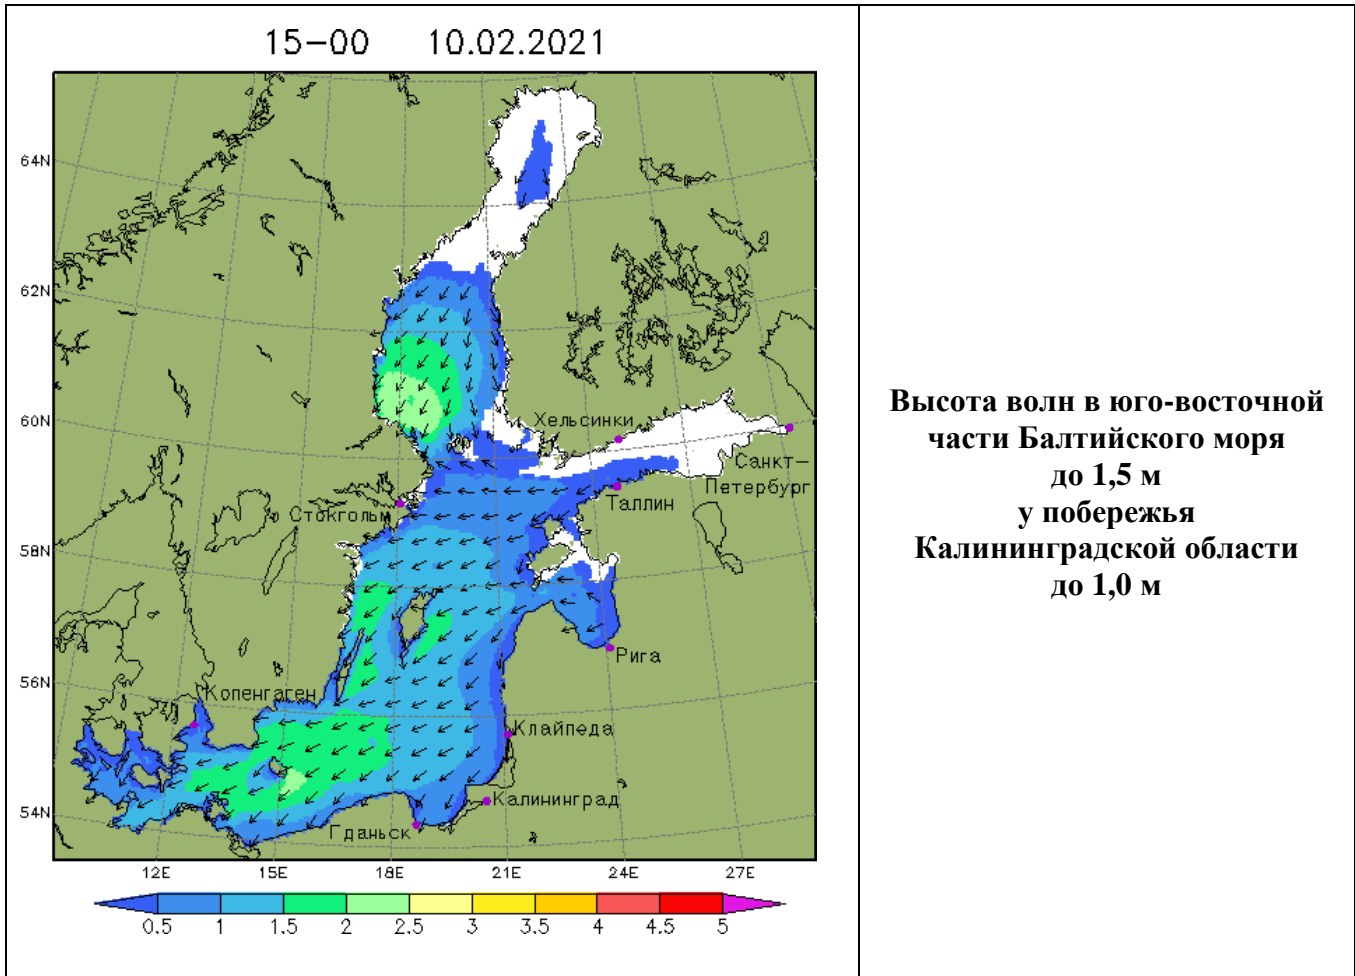 15-00 10.02.2021
64N
62N
60N
58N
56N
54N
Хельсинки
Санкт-
Петербург
Таллин
Стокгольм
Рига
Копенгаген
Клайпеда
Калининград
Гданьск
12E 15E 18E 21E 24E 27E
0.5 1 1.5 2 2.5 3 3.5 4 4.5 5
Высота волн в юго-восточной
части Балтийского моря
до 1,5 м
у побережья
Калининградской области
до 1,0 м